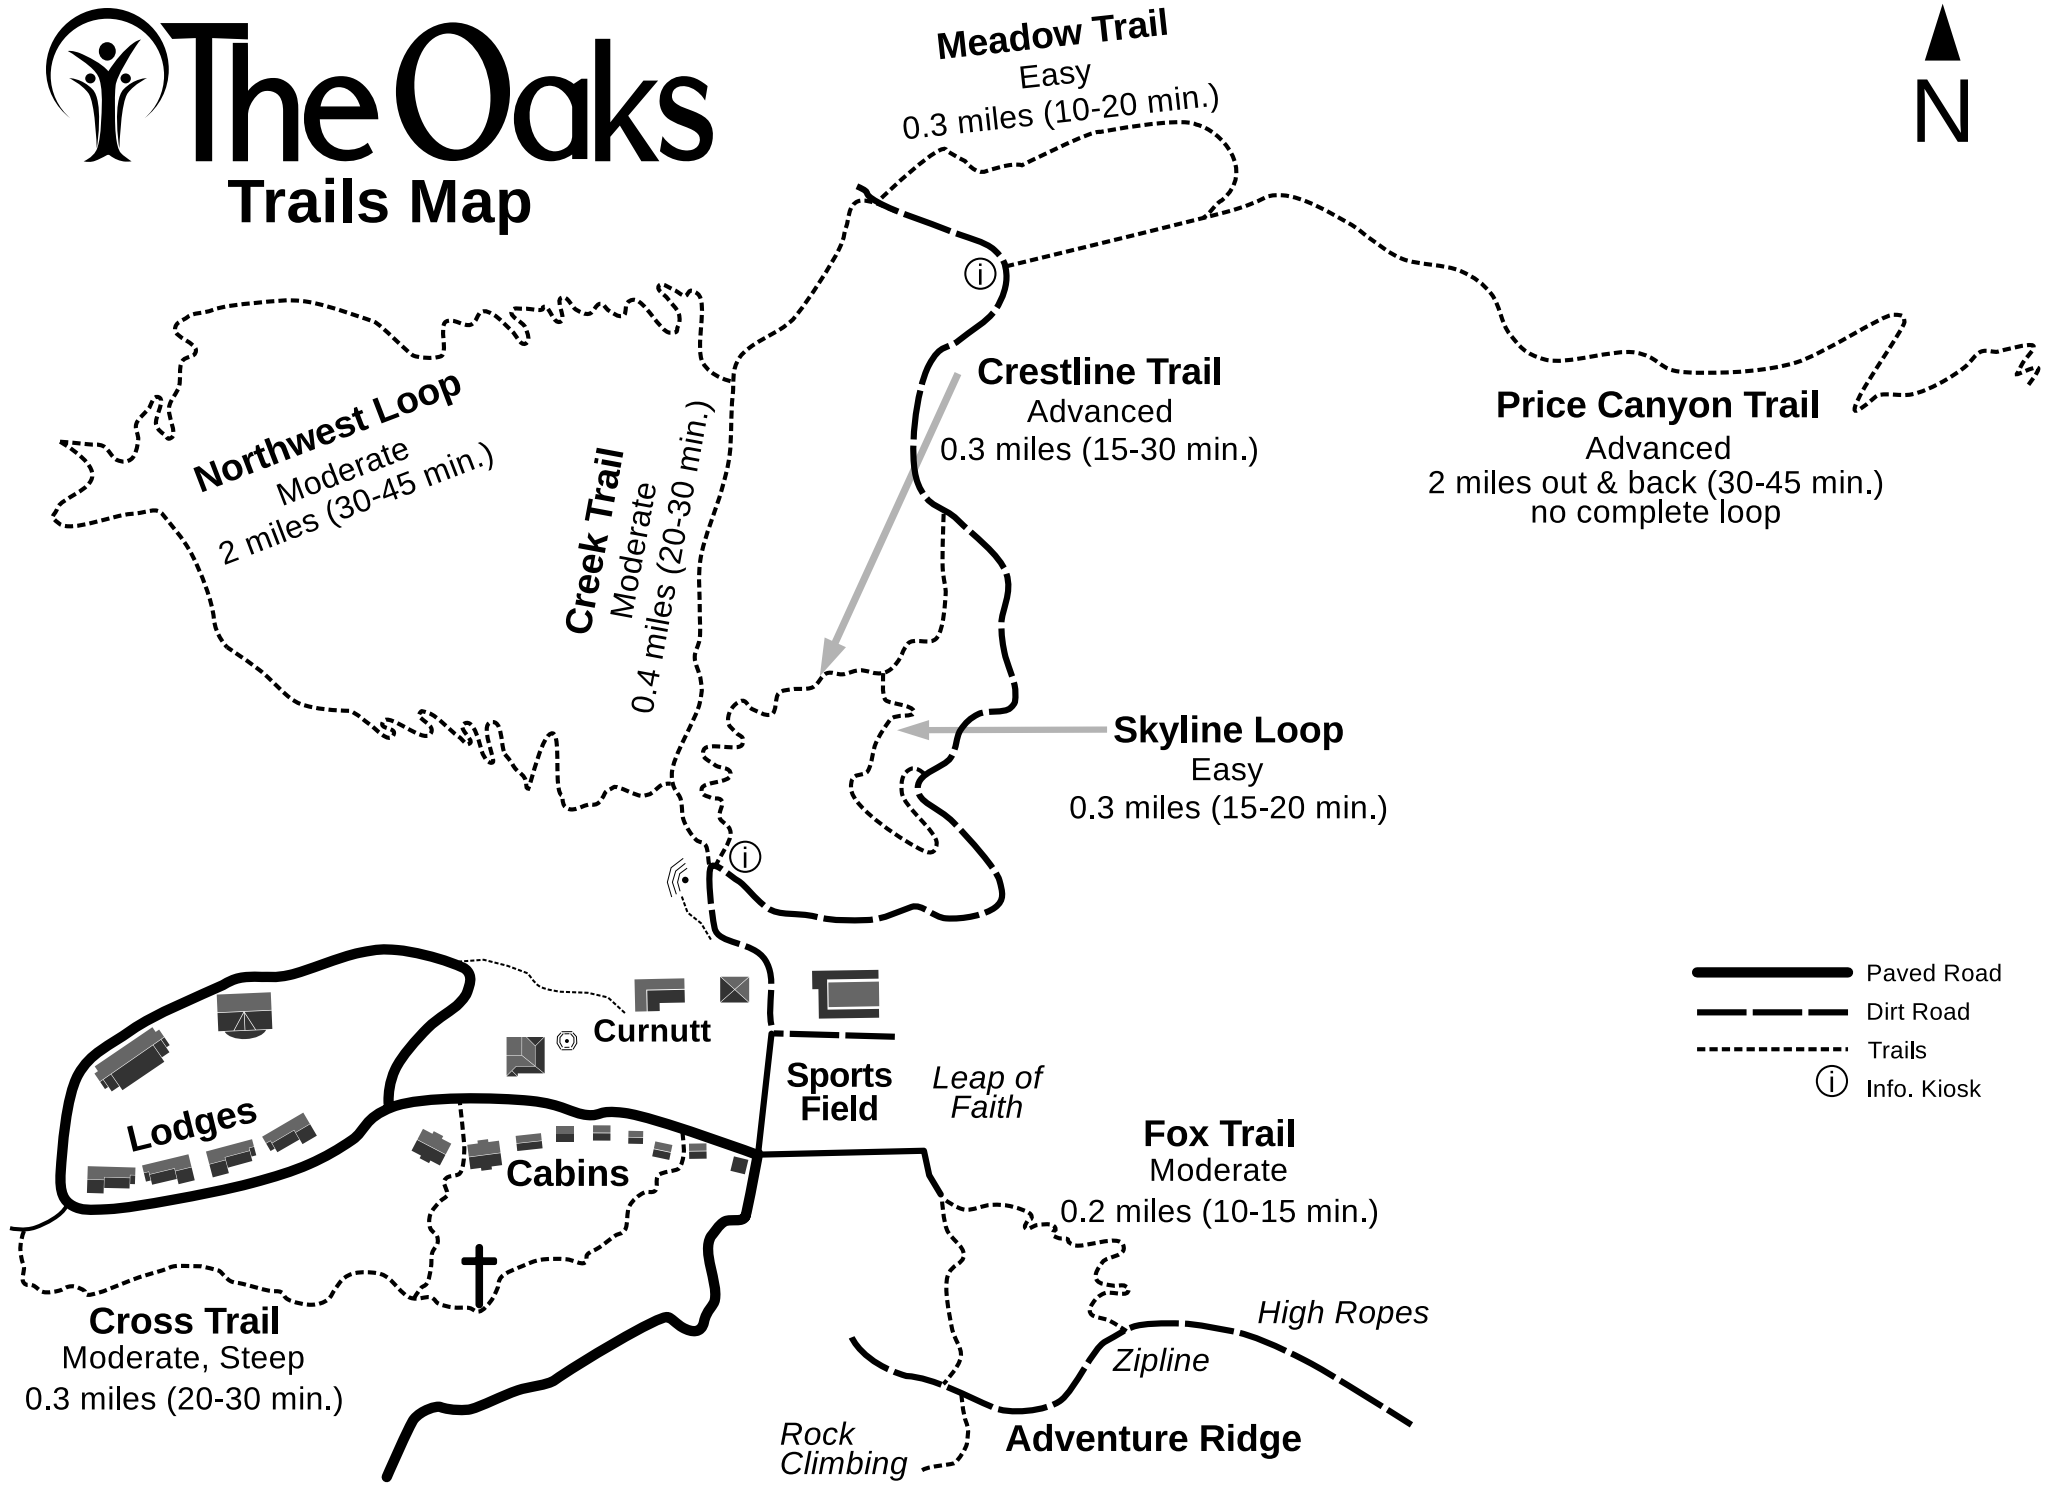 The Oaks
Trails Map
Meadow Trail
Easy
0.3 miles (10-20 min.)
N
i
Northwest Loop
Moderate
2 miles (30-45 min.)
Creek Trail
Moderate
0.4 miles (20-30 min.)
Crestline Trail
Advanced
0.3 miles (15-30 min.)
Price Canyon Trail
Advanced
2 miles out & back (30-45 min.)
no complete loop
Skyline Loop
Easy
0.3 miles (15-20 min.)
i
Curnutt
Lodges
Cabins
Sports
Field
Leap of
Faith
Fox Trail
Moderate
0.2 miles (10-15 min.)
Cross Trail
Moderate, Steep
0.3 miles (20-30 min.)
High Ropes
Zipline
Rock
Climbing
Adventure Ridge
Paved Road
Dirt Road
Trails
i Info. Kiosk